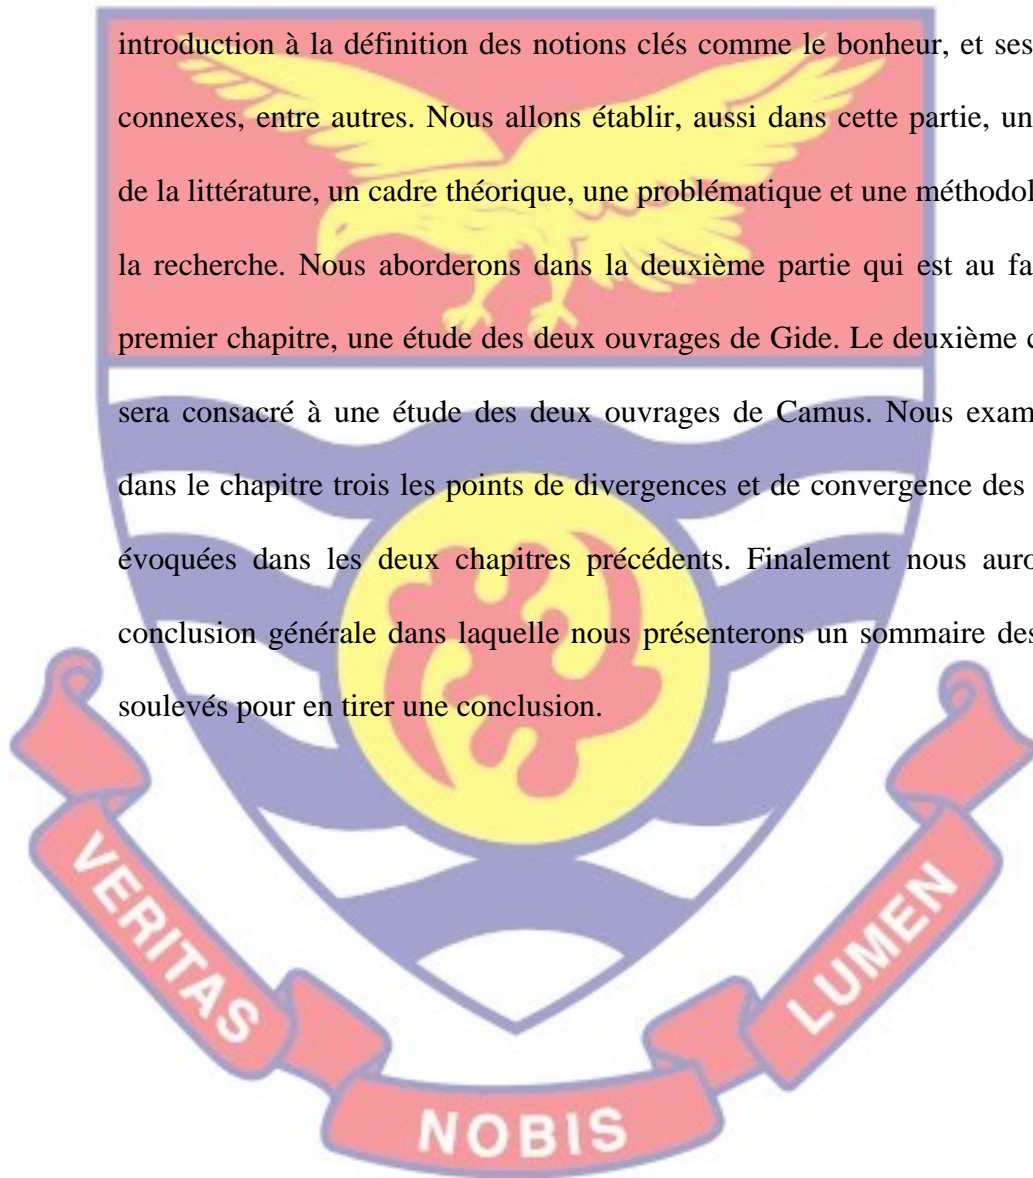 introduction à la définition des notions clés comme le bonheur, et ses
connexes, entre autres. Nous allons établir, aussi dans cette partie, un
de la littérature, un cadre théorique, une problématique et une méthodol
la recherche. Nous aborderons dans la deuxième partie qui est au fa
premier chapitre, une étude des deux ouvrages de Gide. Le deuxième c
sera consacré à une étude des deux ouvrages de Camus. Nous exam
dans le chapitre trois les points de divergences et de convergence des
évoquées dans les deux chapitres précédents. Finalement nous auro
conclusion générale dans laquelle nous présenterons un sommaire des
soulevés pour en tirer une conclusion.
VERITAS
NOBIS
LUMEN